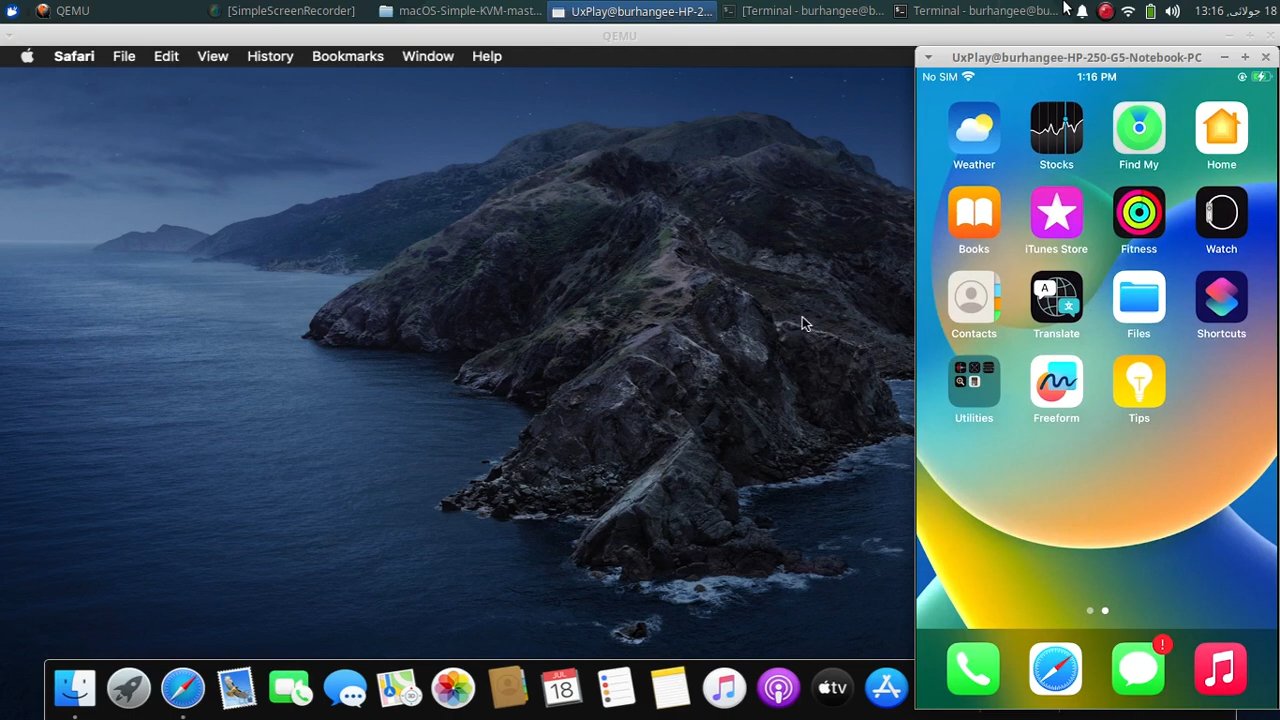 QEMU
[SimpleScreenRecorder]
macOS-Simple-KVM-mast...
UxPlay@burhangee-HP-2...
[Terminal - burhangee@b...
Terminal - burhangee@bu...
18 جولائی, 13:16
QEMU
Safari File Edit View History Bookmarks Window Help
UxPlay@burhangee-HP-250-G5-Notebook-PC
No SIM 1:16 PM
Weather Stocks Find My Home
Books iTunes Store Fitness Watch
A
文
Contacts Translate Files Shortcuts
Utilities Freeform Tips
!
JUL
18
3D
tv